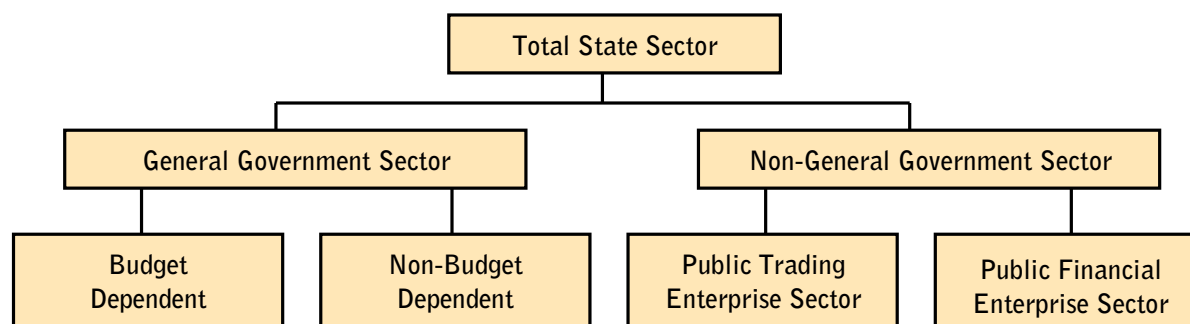 Total State Sector
General Government Sector
Non-General Government Sector
Budget
Dependent
Non-Budget
Dependent
Public Trading
Enterprise Sector
Public Financial
Enterprise Sector